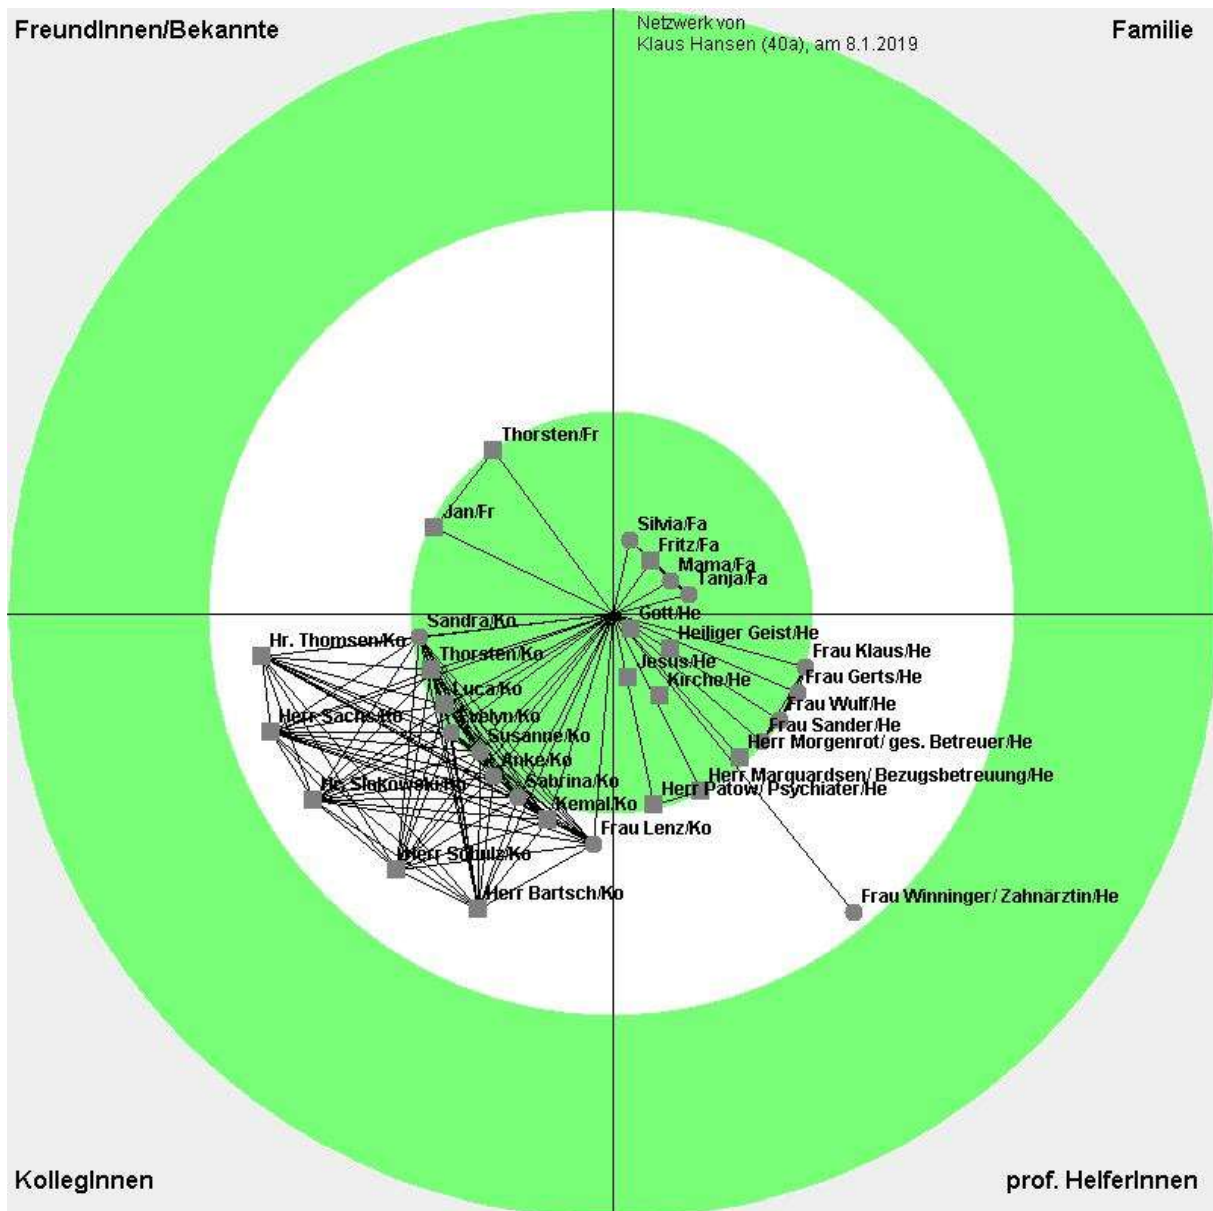 FreundInnen/Bekannte
Netzwerk von
Klaus Hansen (40a), am 8.1.2019
Familie
Thorsten/Fr
Jan/Fr
Silvia/Fa
Fritz/Fa
Mama/Fa
Tanja/Fa
Gott/He
Heiliger Geist/He
Jesus/He
Kirche/He
Frau Klaus/He
Frau Gerts/He
Frau Wulf/He
Frau Sander/He
Herr Morgenrot/ ges. Betreuer/He
Herr Marquardsen/ Bezugsbetreuung/He
Herr Patow/ Psychiater/He
Frau Winninger/ Zahnärztin/He
Sandra/Ko
Hr. Thomsen/Ko
Thorsten/Ko
Luca/Ko
Herr Sachs/Ko
Evelyn/Ko
Susanne/Ko
Anke/Ko
Hr. Slokowski/Ko
Sabrina/Ko
Kemal/Ko
Frau Lenz/Ko
Herr Schulz/Ko
Herr Bartsch/Ko
KollegInnen
prof. HelferInnen